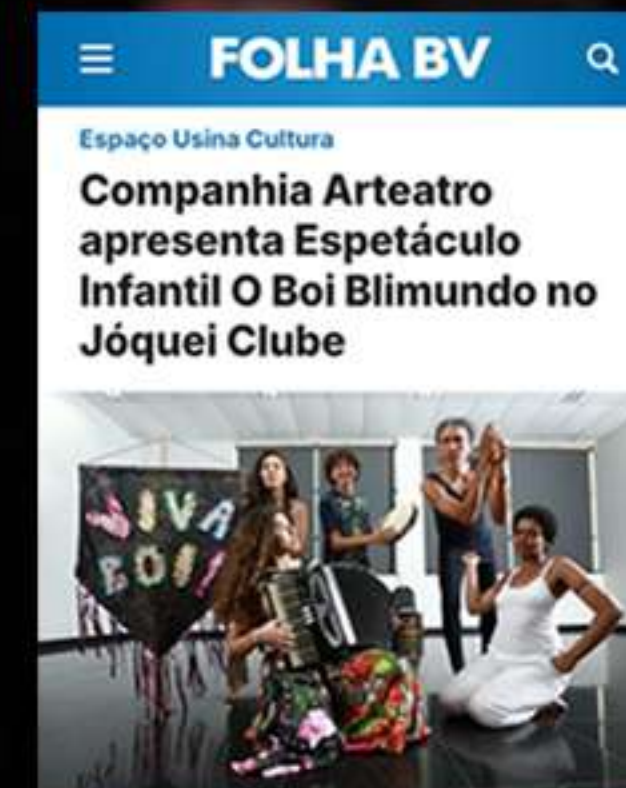 FOLHA BV
Espaço Usina Cultura
Companhia Arteatro
apresenta Espetáculo
Infantil O Boi Blimundo no
Jóquei Clube
VIVA
BOI!